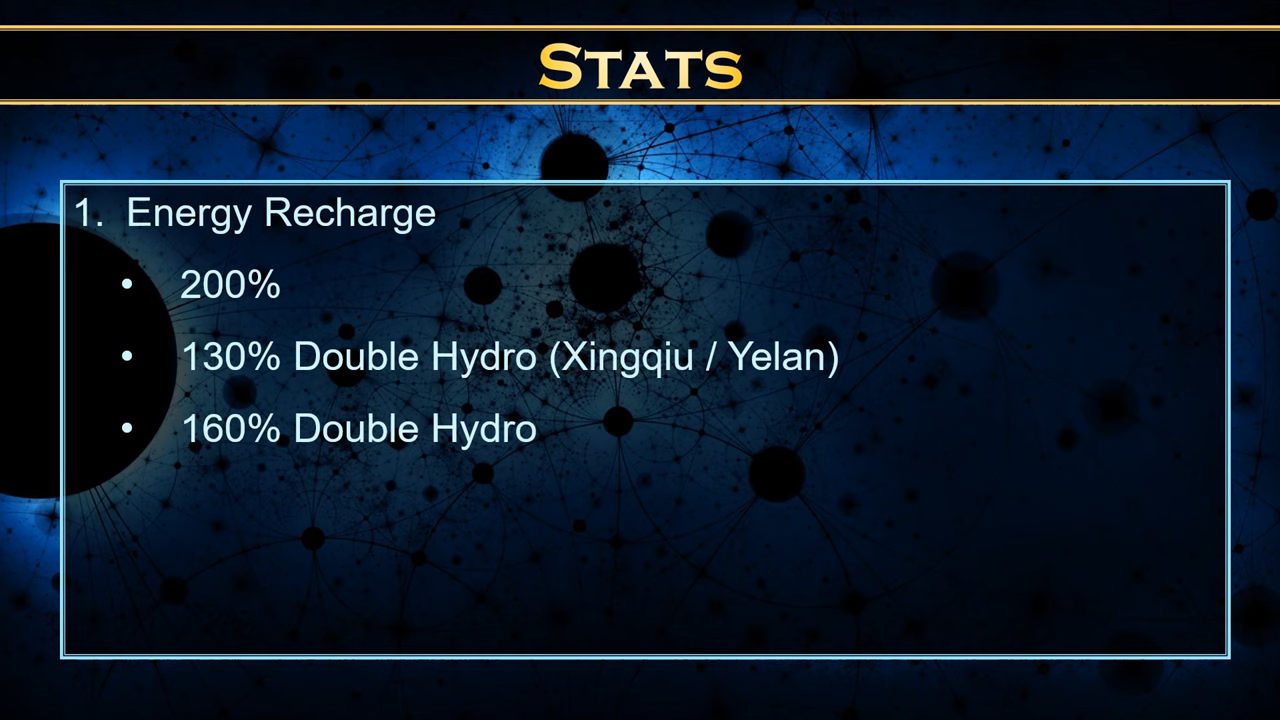 STATS
1. Energy Recharge
• 200%
• 130% Double Hydro (Xingqiu / Yelan)
• 160% Double Hydro